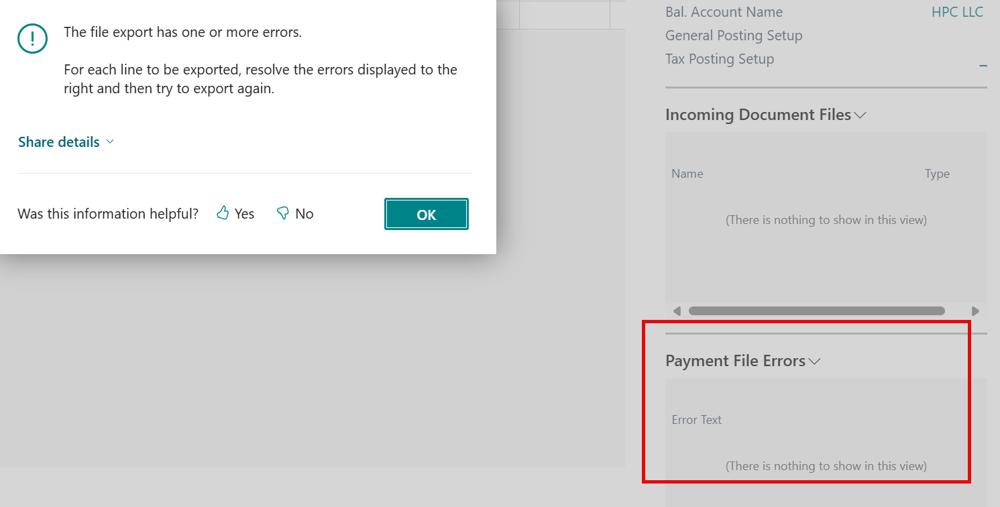 The file export has one or more errors.
For each line to be exported, resolve the errors displayed to the
right and then try to export again.
Share details
Was this information helpful? Yes No
OK
Bal. Account Name HPC LLC
General Posting Setup
Tax Posting Setup _
Incoming Document Files
Name Type
(There is nothing to show in this view)
Payment File Errors
Error Text
(There is nothing to show in this view)